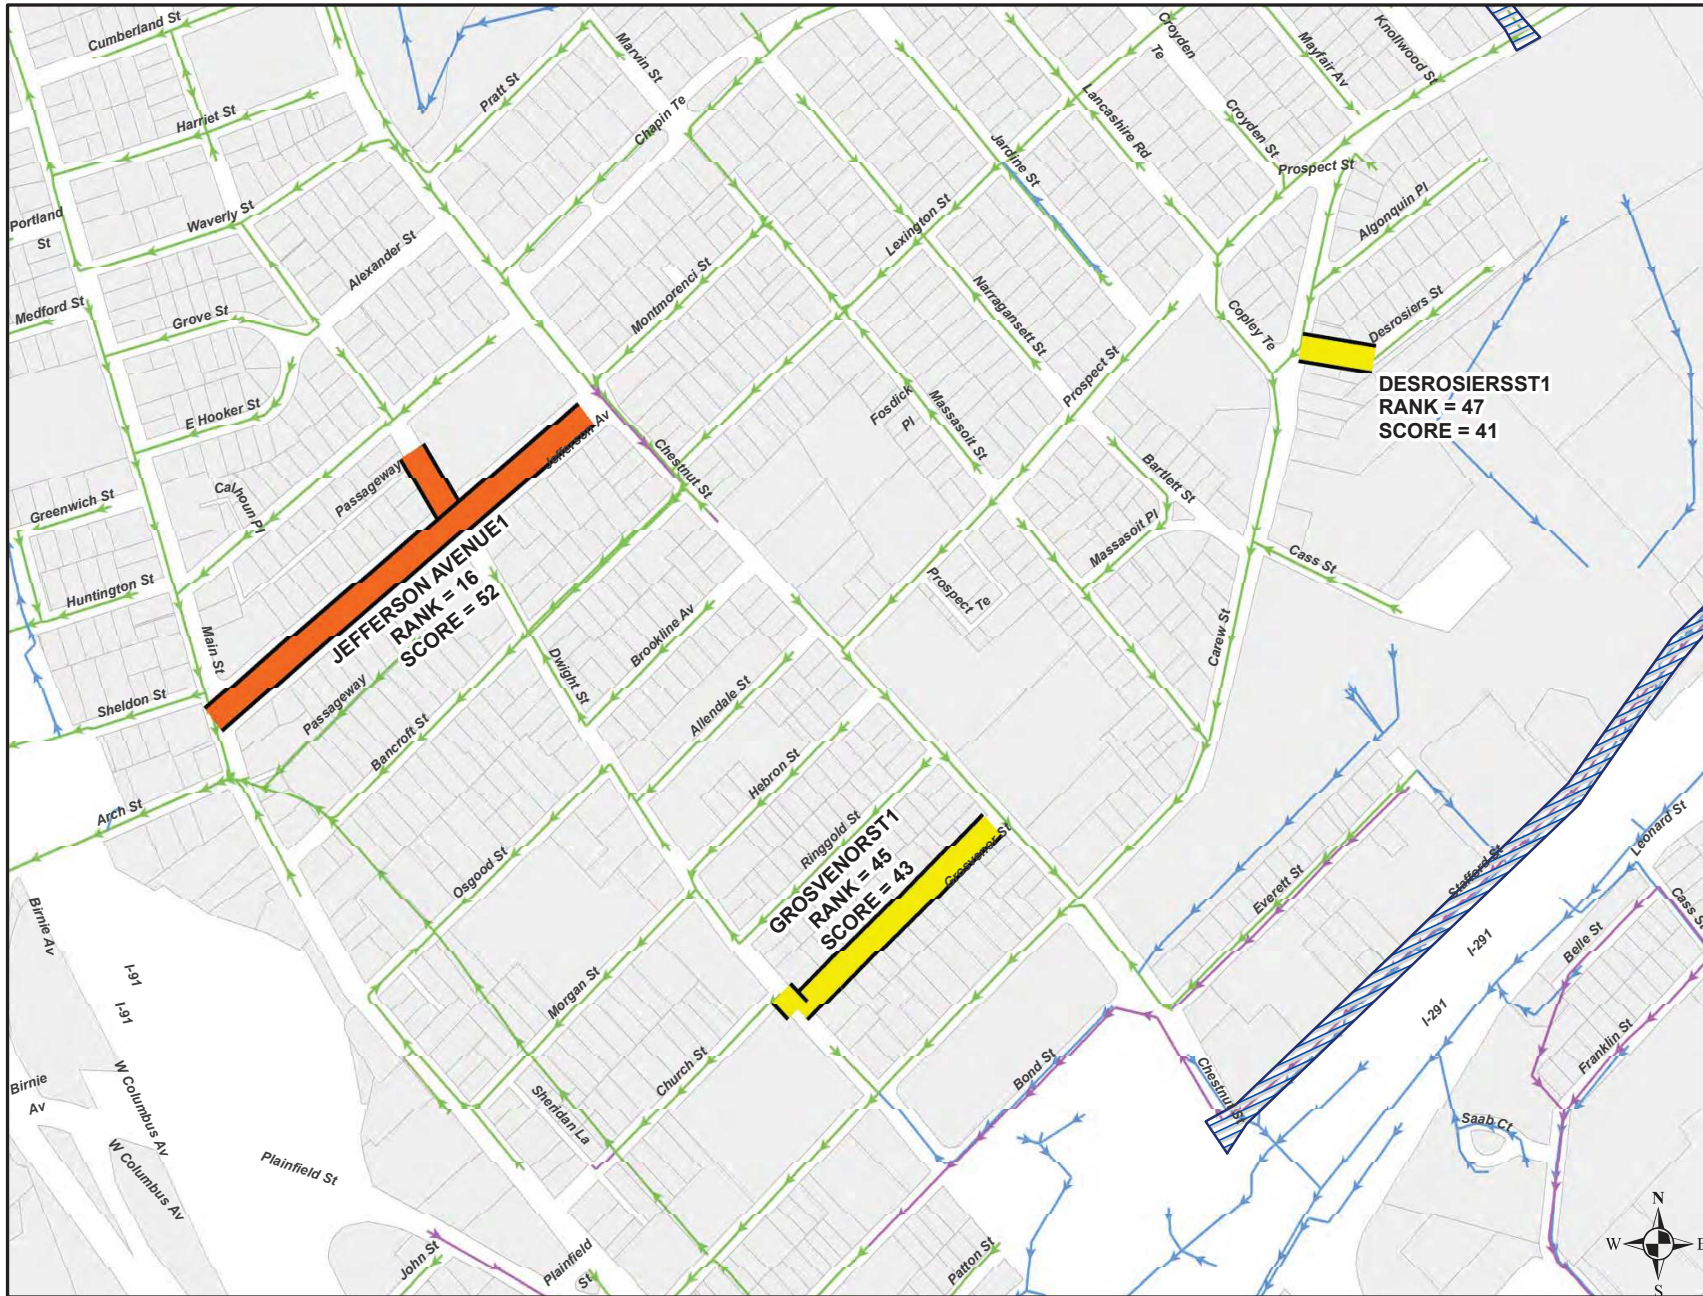 Cumberland St
Marvin St
Croyden
Te
Mayfair Av
Knollwood St
Pratt St
Chapin Te
Lancashire Rd
Croyden St
Harriet St
Jardine St
Prospect St
Portland
St
Waverly St
Alexander St
Lexington St
Algonquin Pl
Montmorenci St
Narragansett St
Medford St
Grove St
Copley Te
Desrosiers St
Prospect St
DESROSIERSST1
RANK = 47
SCORE = 41
E Hooker St
Jefferson Av
Fosdick
Pl
Massasoit St
Chestnut St
Bartlett St
Passageway
Calhoun Pl
Greenwich St
JEFFERSON AVENUE1
RANK = 16
SCORE = 52
Massasoit Pl
Cass St
Huntington St
Prospect Te
Main St
Brookline Av
Dwight St
Carew St
Sheldon St
Passageway
Bancroft St
Allendale St
Hebron St
Arch St
Ringgold St
Leonard St
Osgood St
GROSVENORST1
RANK = 45
SCORE = 43
Grosvenor St
Everett St
Stafford St
Cass St
Birnie Av
Belle St
I-291
I-91
I-91
Morgan St
I-291
Church St
Bond St
Franklin St
W Columbus Av
Birnie
Av
Sheridan La
Chestnut St
Saab Ct
W Columbus Av
Plainfield St
John St
Plainfield
St
Patton St
N
W
E
S